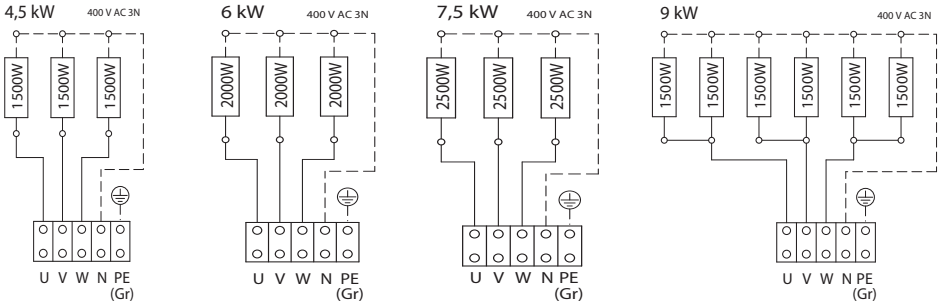 4,5 kW 400 V AC 3N
1500W 1500W 1500W
U V W N PE
(Gr)
6 kW 400 V AC 3N
2000W 2000W 2000W
U V W N PE
(Gr)
7,5 kW 400 V AC 3N
2500W 2500W 2500W
U V W N PE
(Gr)
9 kW 400 V AC 3N
1500W 1500W 1500W 1500W 1500W 1500W
U V W N PE
(Gr)